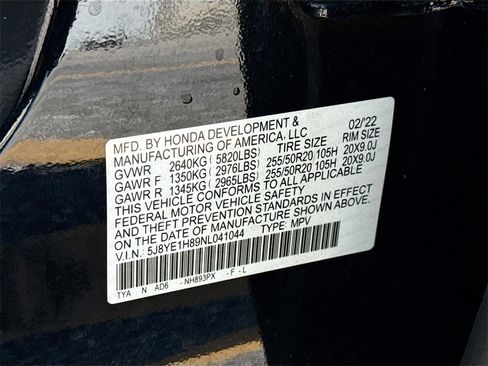 MFD. BY HONDA DEVELOPMENT & 02/'22
MANUFACTURING OF AMERICA, LLC
TIRE SIZE RIM SIZE
GVWR 2640KG (5820LBS)
GAWR F 1350KG (2976LBS) 255/50R20 105H 20X9.0J
GAWR R 1345KG (2965LBS) 255/50R20 105H 20X9.0J
THIS VEHICLE CONFORMS TO ALL APPLICABLE
FEDERAL MOTOR VEHICLE SAFETY
STANDARDS IN EFFECT
ON THE DATE OF MANUFACTURE SHOWN ABOVE.
V.I.N.: 5J8YE1H89NL041044 TYPE: MPV
TYA N AD6 -NH893PX -F-L